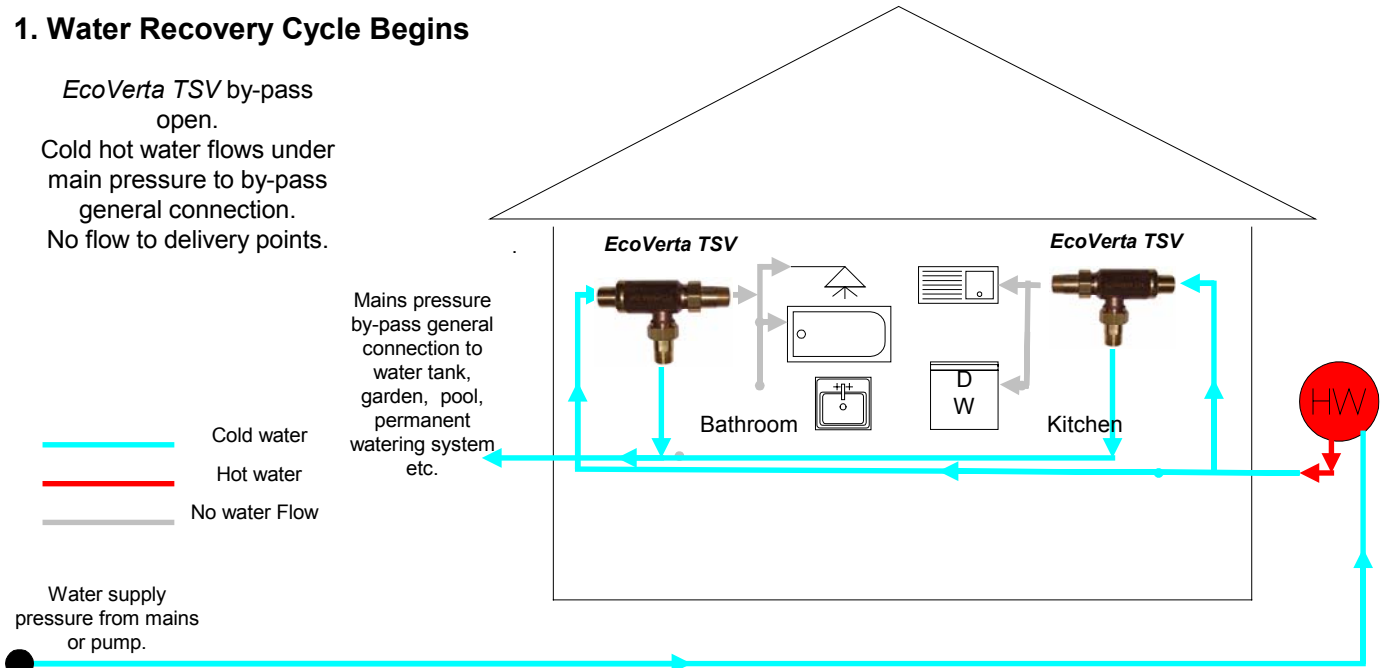 1. Water Recovery Cycle Begins
EcoVerta TSV by-pass
open.
Cold hot water flows under
main pressure to by-pass
general connection.
No flow to delivery points.
.
EcoVerta TSV
EcoVerta TSV
Mains pressure
by-pass general
connection to
water tank,
garden, pool,
permanent
watering system
etc.
D
W
HW
Bathroom
Kitchen
Cold water
Hot water
No water Flow
Water supply
pressure from mains
or pump.